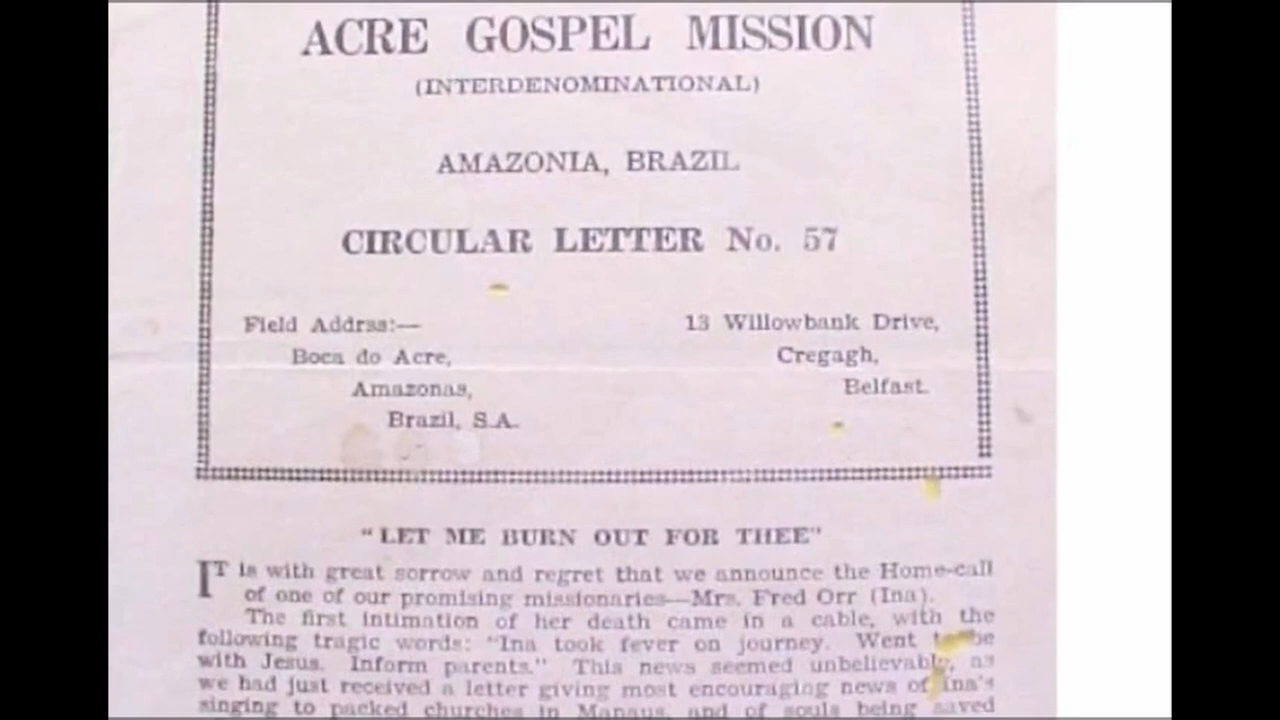 ACRE GOSPEL MISSION
(INTERDENOMINATIONAL)
AMAZONIA, BRAZIL
CIRCULAR LETTER No. 57
Field Addrss:—
Boca do Acre,
Amazonas,
Brazil, S.A.
13 Willowbank Drive,
Cregagh,
Belfast.
"LET ME BURN OUT FOR THEE"
IT is with great sorrow and regret that we announce the Home-call
of one of our promising missionaries—Mrs. Fred Orr (Ina).
The first intimation of her death came in a cable, with the
following tragic words: "Ina took fever on journey. Went to be
with Jesus. Inform parents." This news seemed unbelievably, as
we had just received a letter giving most encouraging news of Ina's
singing to packed churches in Manaus, and of souls being saved